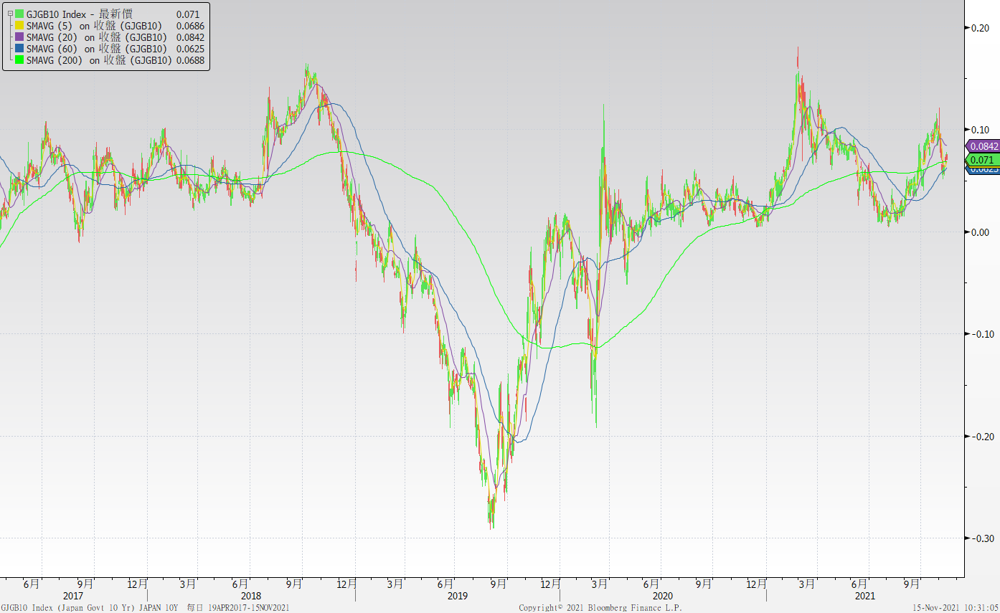 GJGB10 Index - 最新價 0.071
SMAVG (5) on 收盤 (GJGB10) 0.0686
SMAVG (20) on 收盤 (GJGB10) 0.0842
SMAVG (60) on 收盤 (GJGB10) 0.0625
SMAVG (200) on 收盤 (GJGB10) 0.0688
0.20
0.10
0.0842
0.071
0.0625
0.00
-0.10
-0.20
-0.30
6月 9月 12月 3月 6月 9月 12月 3月 6月 9月 12月 3月 6月 9月 12月 3月 6月 9月
2017 2018 2019 2020 2021
GJGB10 Index (Japan Govt 10 Yr) JAPAN 10Y 每日 19APR2017-15NOV2021 Copyright© 2021 Bloomberg Finance L.P. 15-Nov-2021 10:31:05